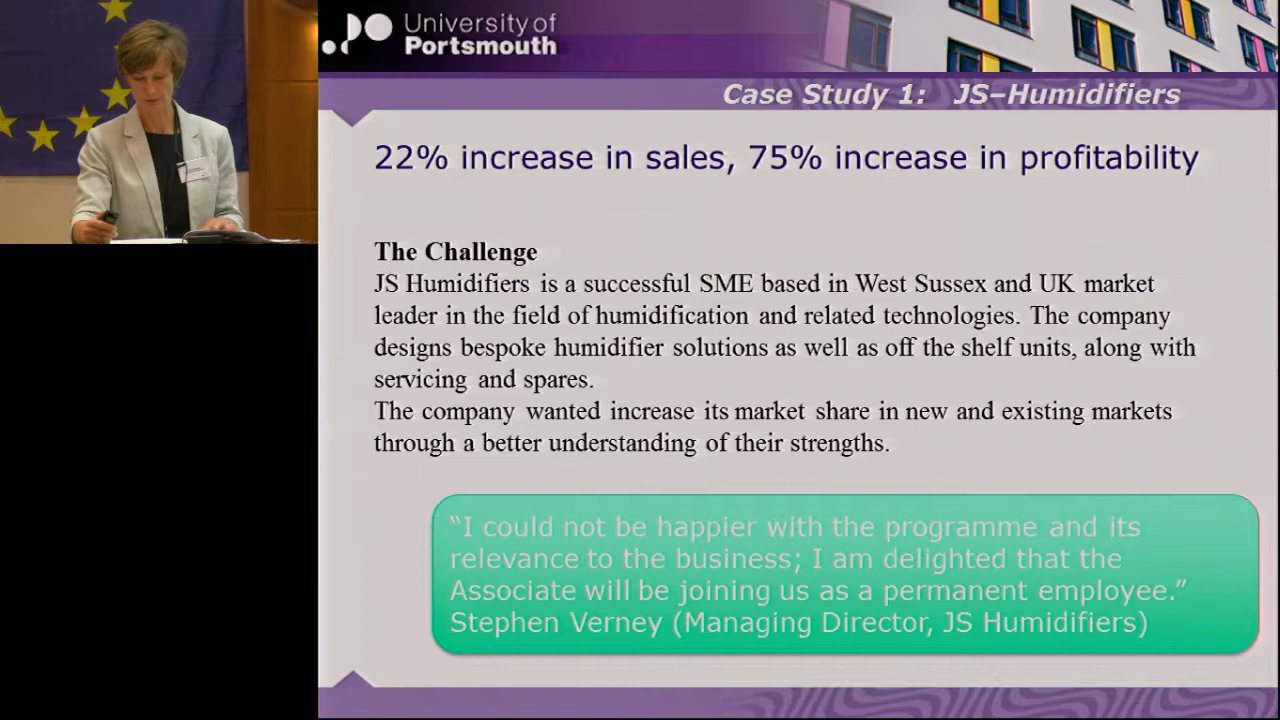 University of
Portsmouth
Case Study 1: JS–Humidifiers
22% increase in sales, 75% increase in profitability
The Challenge
JS Humidifiers is a successful SME based in West Sussex and UK market
leader in the field of humidification and related technologies. The company
designs bespoke humidifier solutions as well as off the shelf units, along with
servicing and spares.
The company wanted increase its market share in new and existing markets
through a better understanding of their strengths.
“I could not be happier with the programme and its
relevance to the business; I am delighted that the
Associate will be joining us as a permanent employee.”
Stephen Verney (Managing Director, JS Humidifiers)